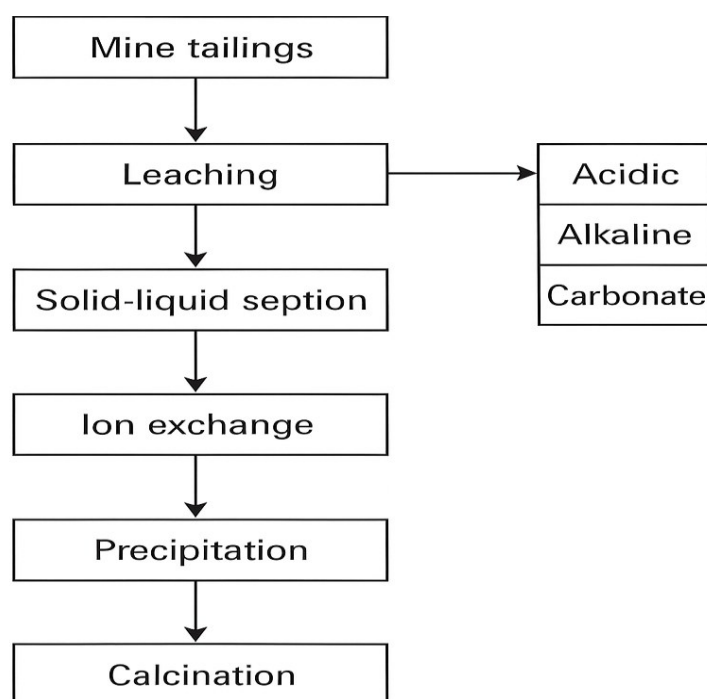 Mine tailings
Leaching
Acidic
Alkaline
Carbonate
Solid-liquid seption
Ion exchange
Precipitation
Calcination